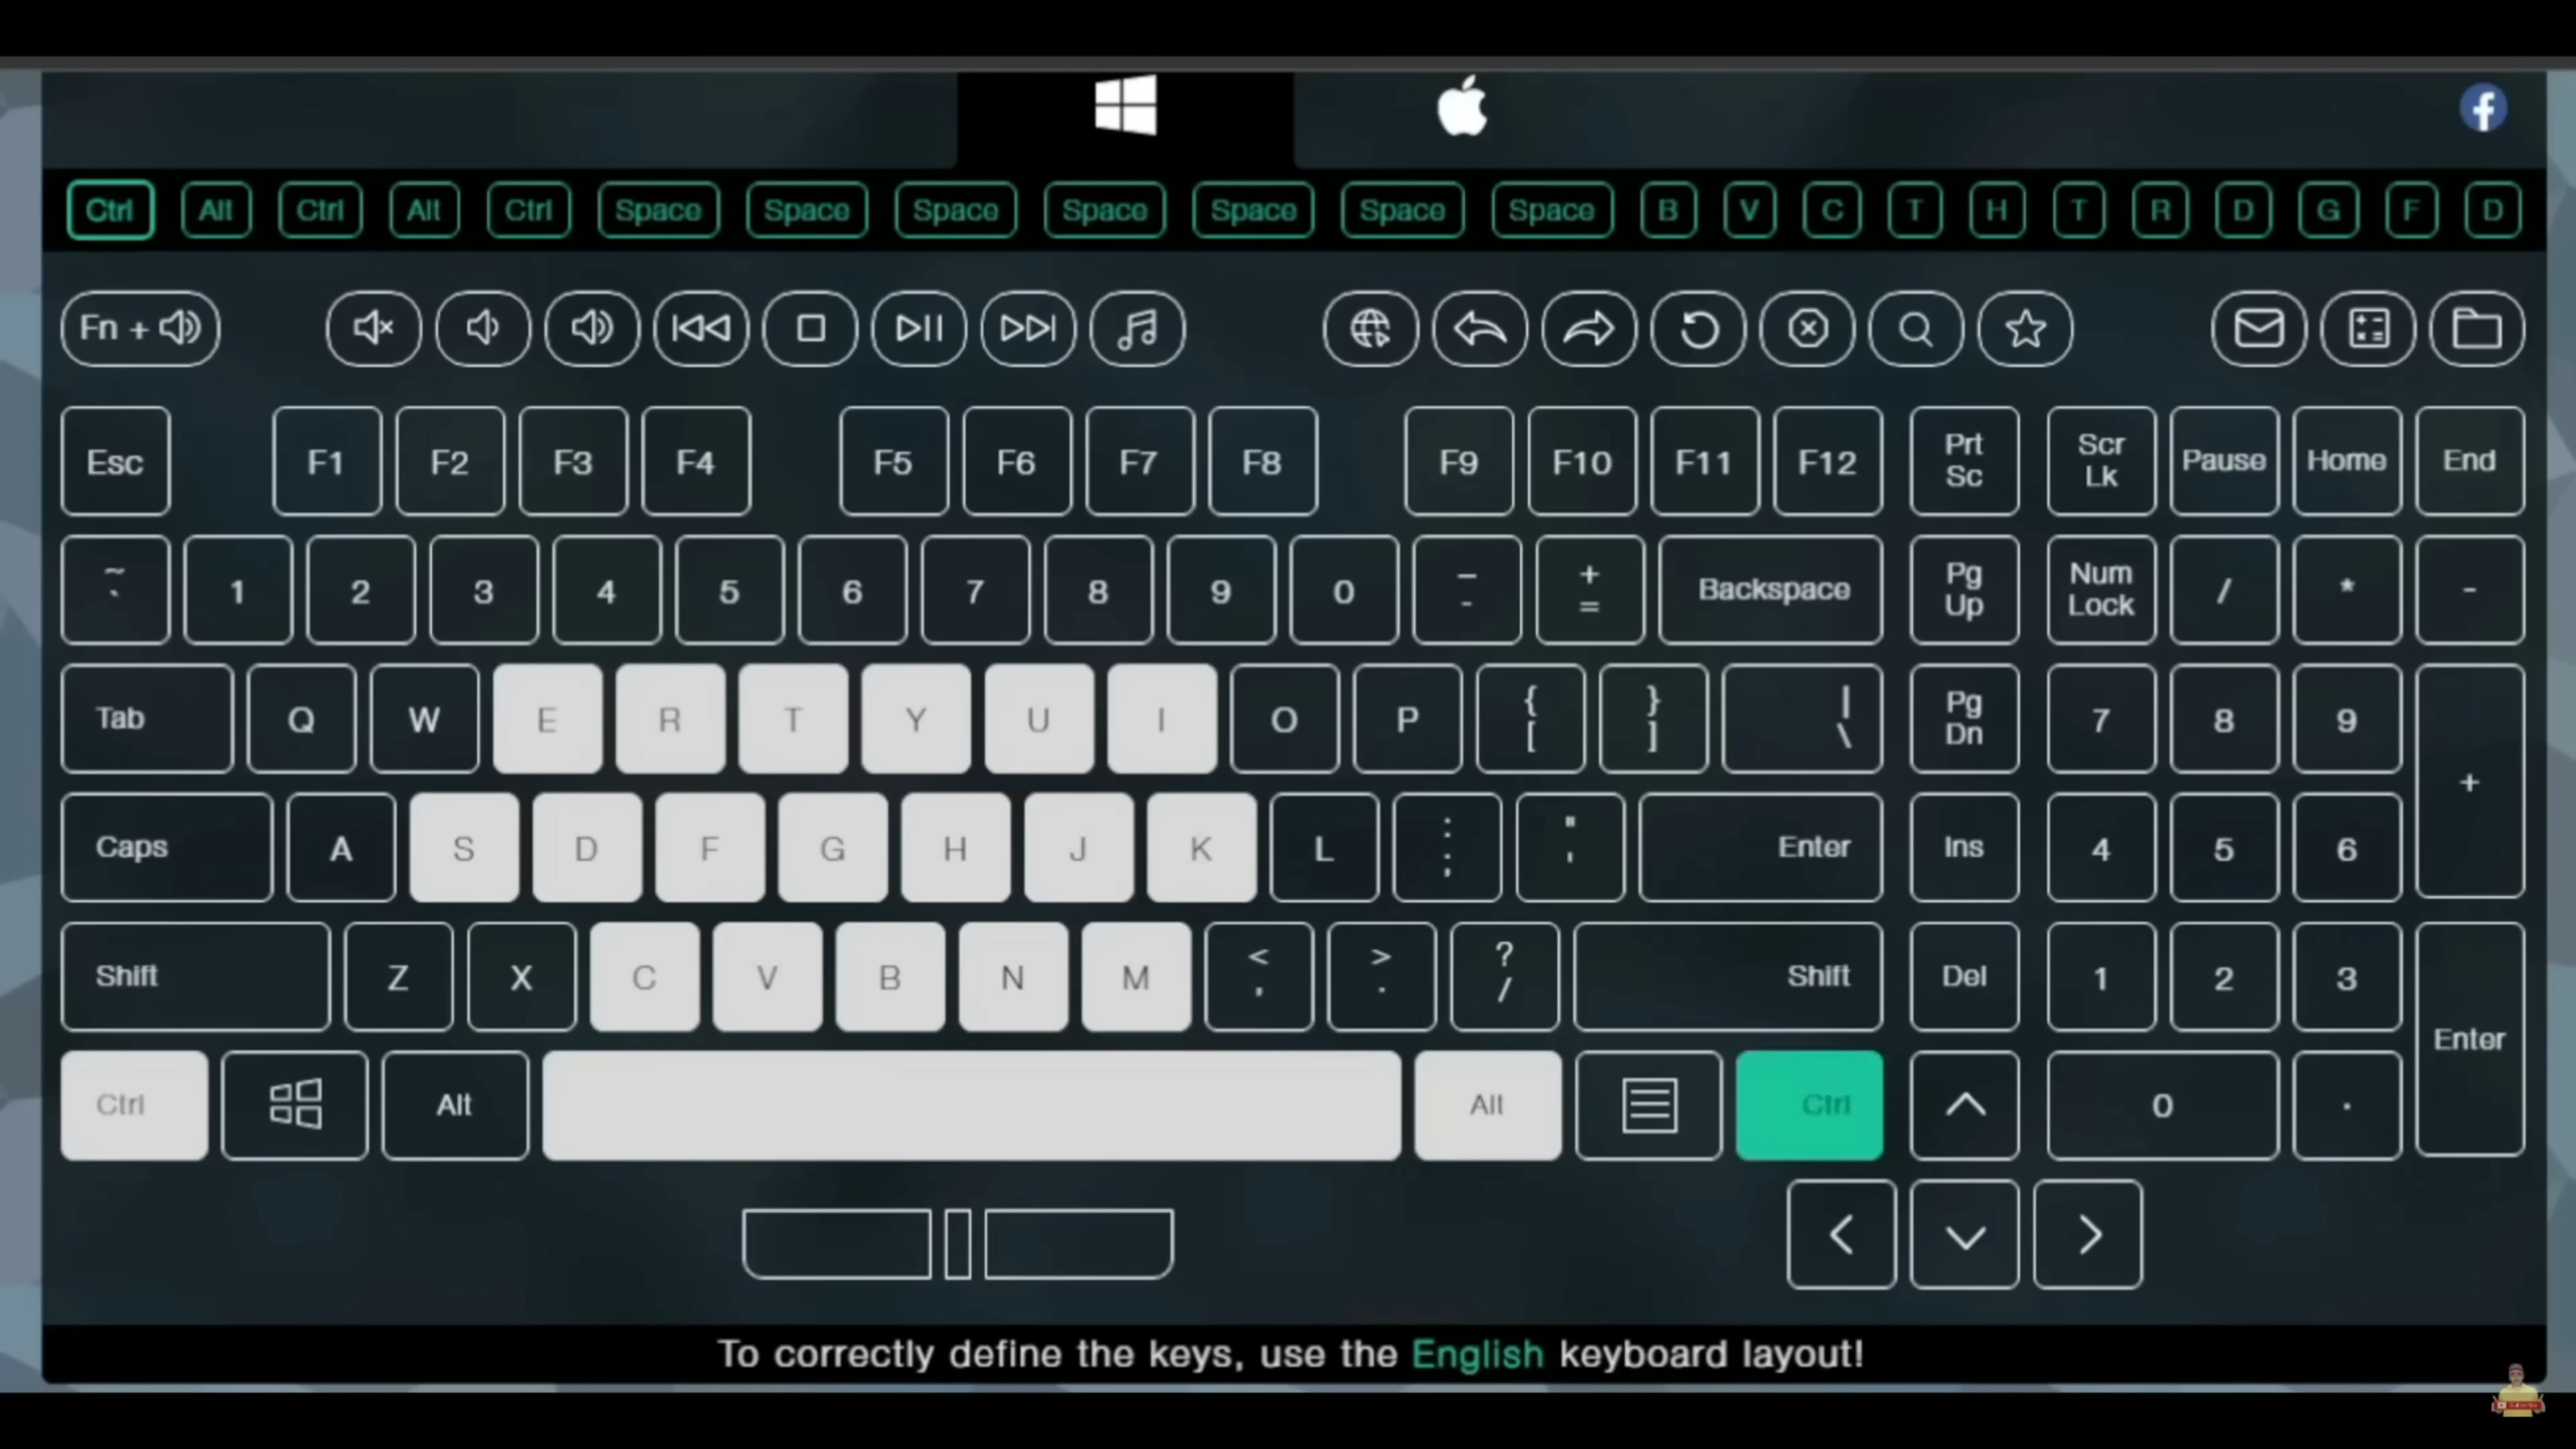 Ctrl Alt Ctrl Alt Ctrl Space Space Space Space Space Space Space B V C T H T R D G F D
Fn +
Esc F1 F2 F3 F4 F5 F6 F7 F8 F9 F10 F11 F12 Prt Sc Scr Lk Pause Home End
~ ` 1 2 3 4 5 6 7 8 9 0 _ - + = Backspace Pg Up Num Lock / * -
Tab Q W E R T Y U I O P { [ } ] | \ Pg Dn 7 8 9 +
Caps A S D F G H J K L : ; " ' Enter Ins 4 5 6
Shift Z X C V B N M < , > . ? / Shift Del 1 2 3 Enter
Ctrl Alt Alt Ctrl 0 .
To correctly define the keys, use the English keyboard layout!